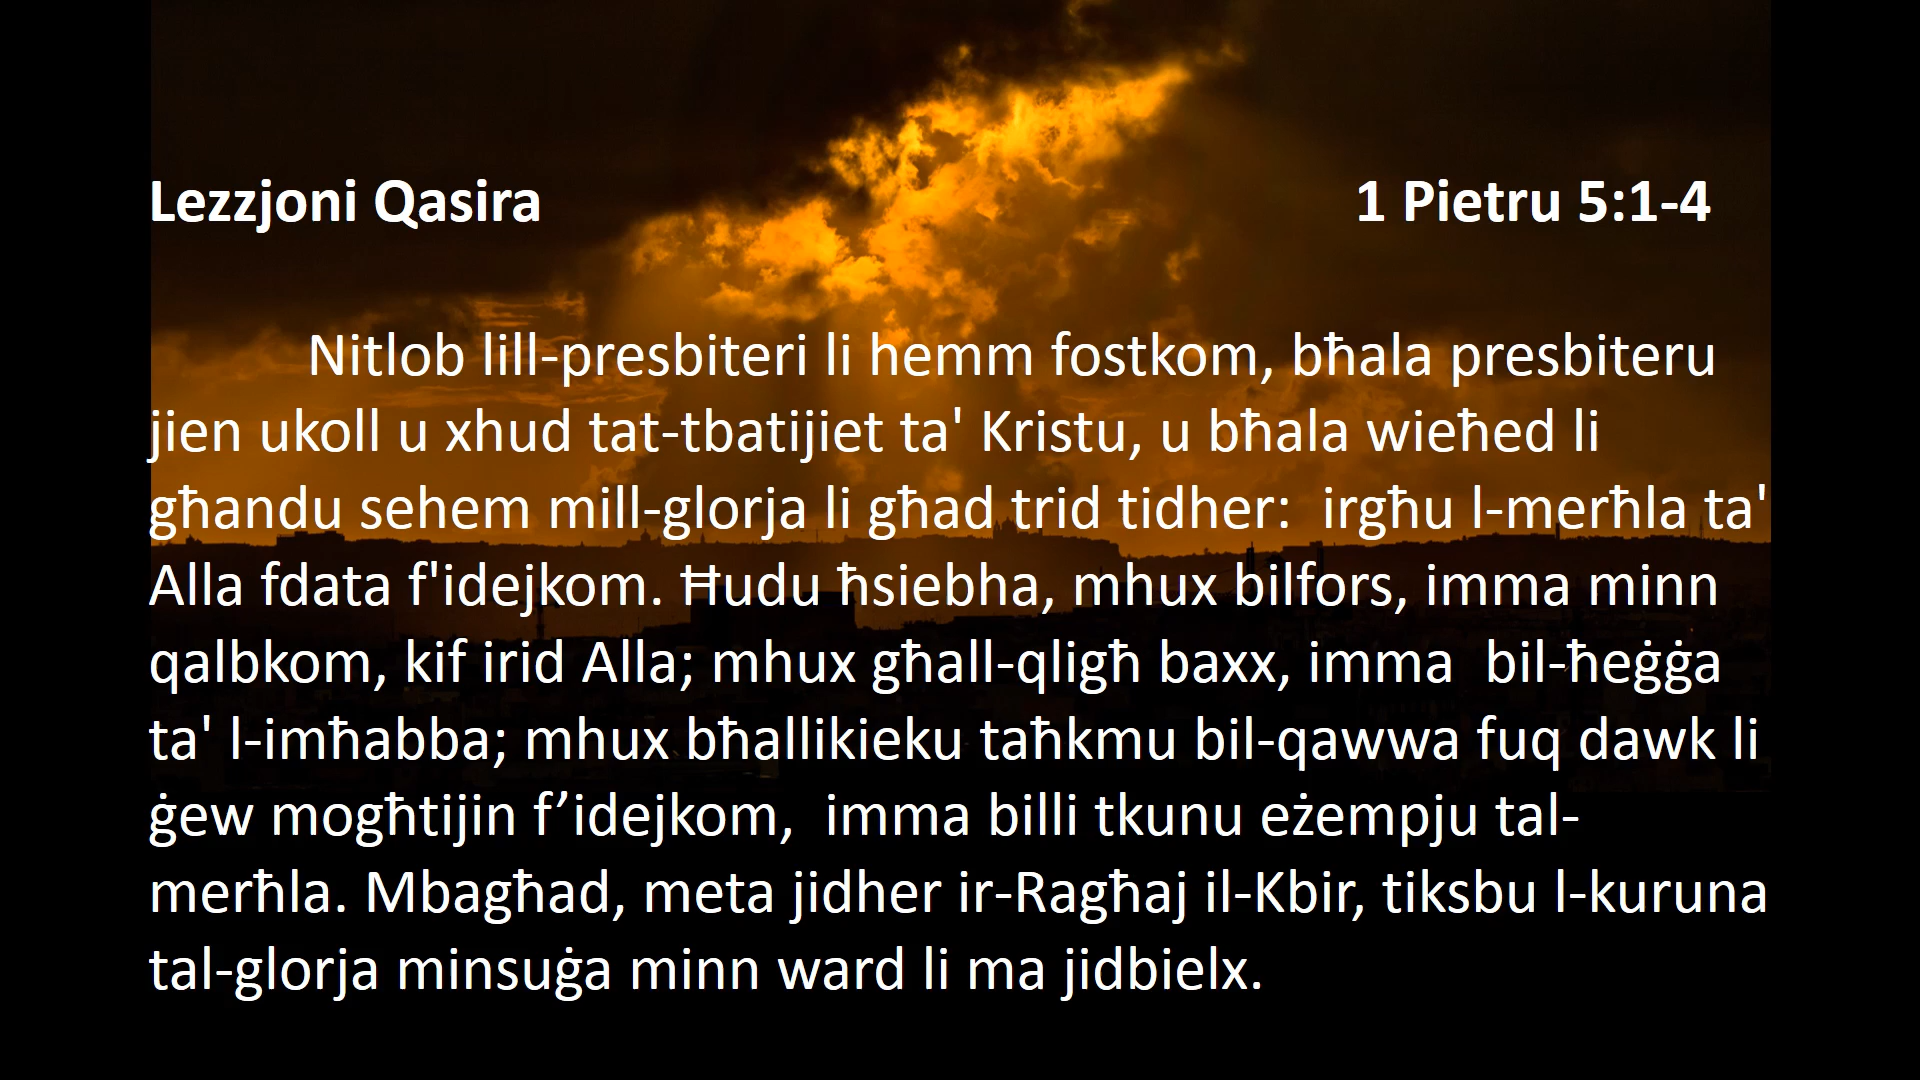 Lezzjoni Qasira 1 Pietru 5:1-4
Nitlob lill-presbiteri li hemm fostkom, bħala presbiteru
jien ukoll u xhud tat-tbatijiet ta' Kristu, u bħala wieħed li
għandu sehem mill-glorja li għad trid tidher:  irgħu l-merħla ta'
Alla fdata f'idejkom. Ħudu ħsiebha, mhux bilfors, imma minn
qalbkom, kif irid Alla; mhux għall-qligħ baxx, imma  bil-ħeġġa
ta' l-imħabba; mhux bħallikieku taħkmu bil-qawwa fuq dawk li
ġew mogħtijin f’idejkom,  imma billi tkunu eżempju tal-
merħla. Mbagħad, meta jidher ir-Ragħaj il-Kbir, tiksbu l-kuruna
tal-glorja minsuġa minn ward li ma jidbielx.